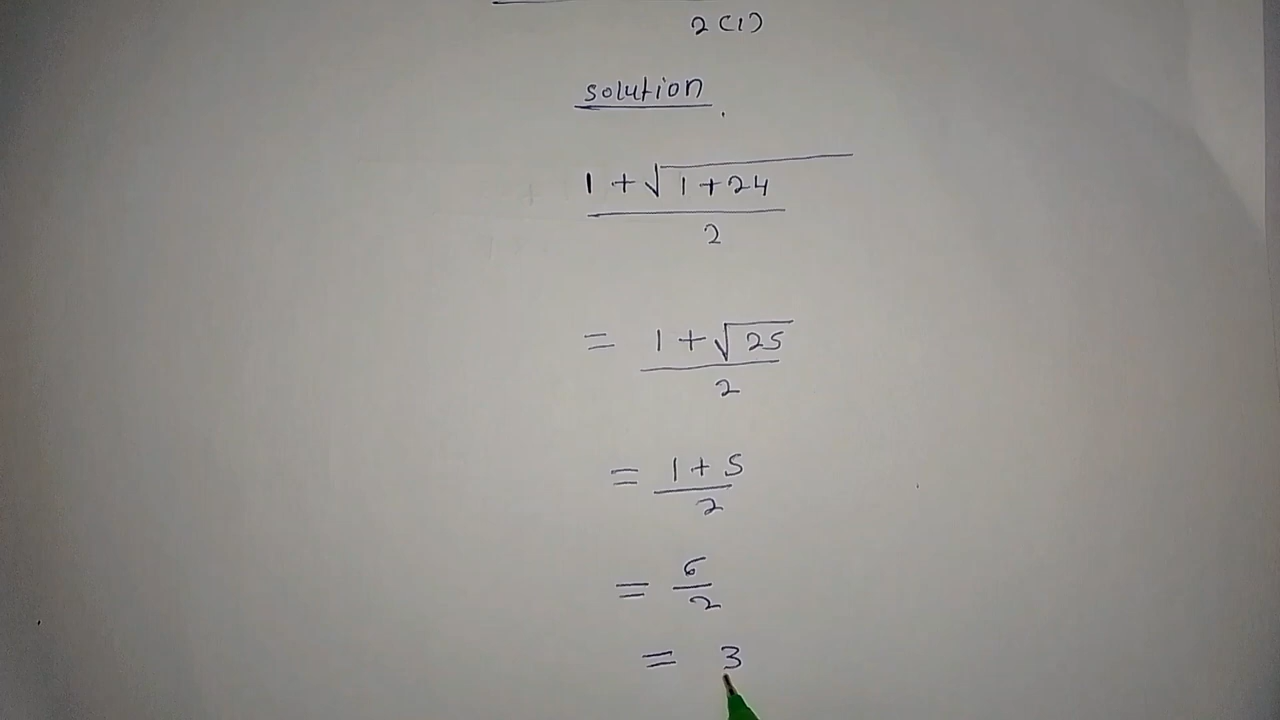 2(1)
solution.
1 + √1+24
2
= 1 + √25
2
= 1 + 5
2
= 6
2
= 3